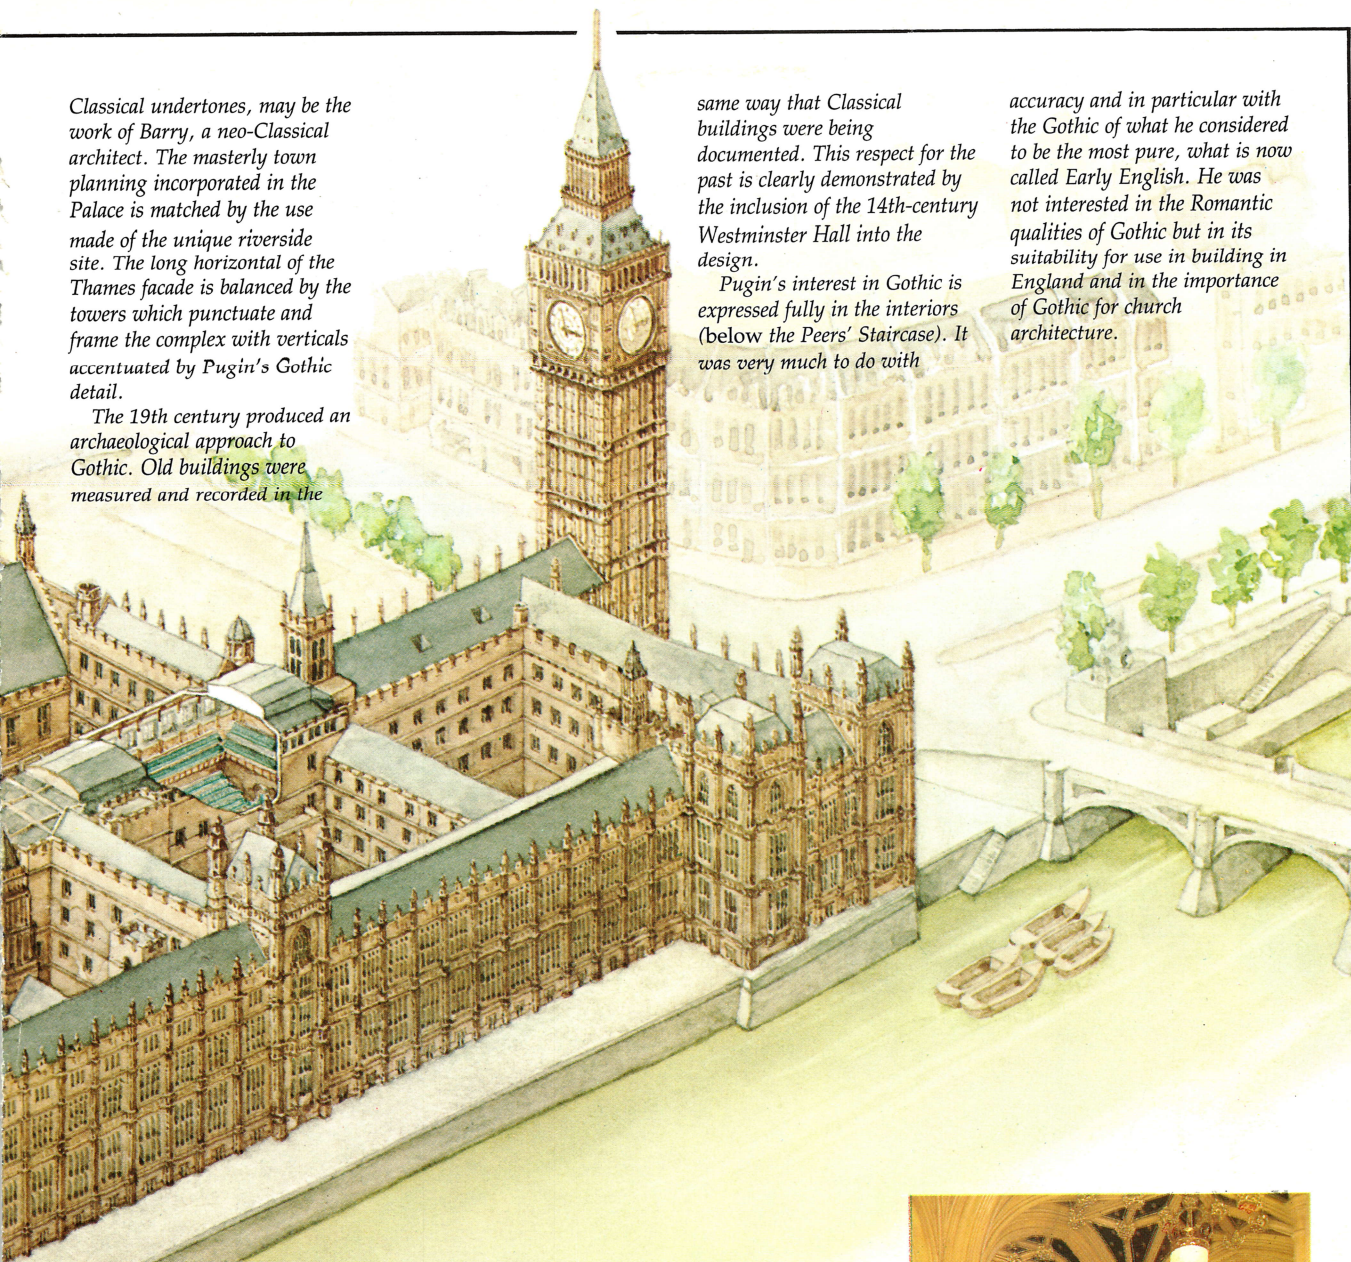 Classical undertones, may be the
work of Barry, a neo-Classical
architect. The masterly town
planning incorporated in the
Palace is matched by the use
made of the unique riverside
site. The long horizontal of the
Thames facade is balanced by the
towers which punctuate and
frame the complex with verticals
accentuated by Pugin's Gothic
detail.
The 19th century produced an
archaeological approach to
Gothic. Old buildings were
measured and recorded in the
same way that Classical
buildings were being
documented. This respect for the
past is clearly demonstrated by
the inclusion of the 14th-century
Westminster Hall into the
design.
Pugin's interest in Gothic is
expressed fully in the interiors
(below the Peers' Staircase). It
was very much to do with
accuracy and in particular with
the Gothic of what he considered
to be the most pure, what is now
called Early English. He was
not interested in the Romantic
qualities of Gothic but in its
suitability for use in building in
England and in the importance
of Gothic for church
architecture.